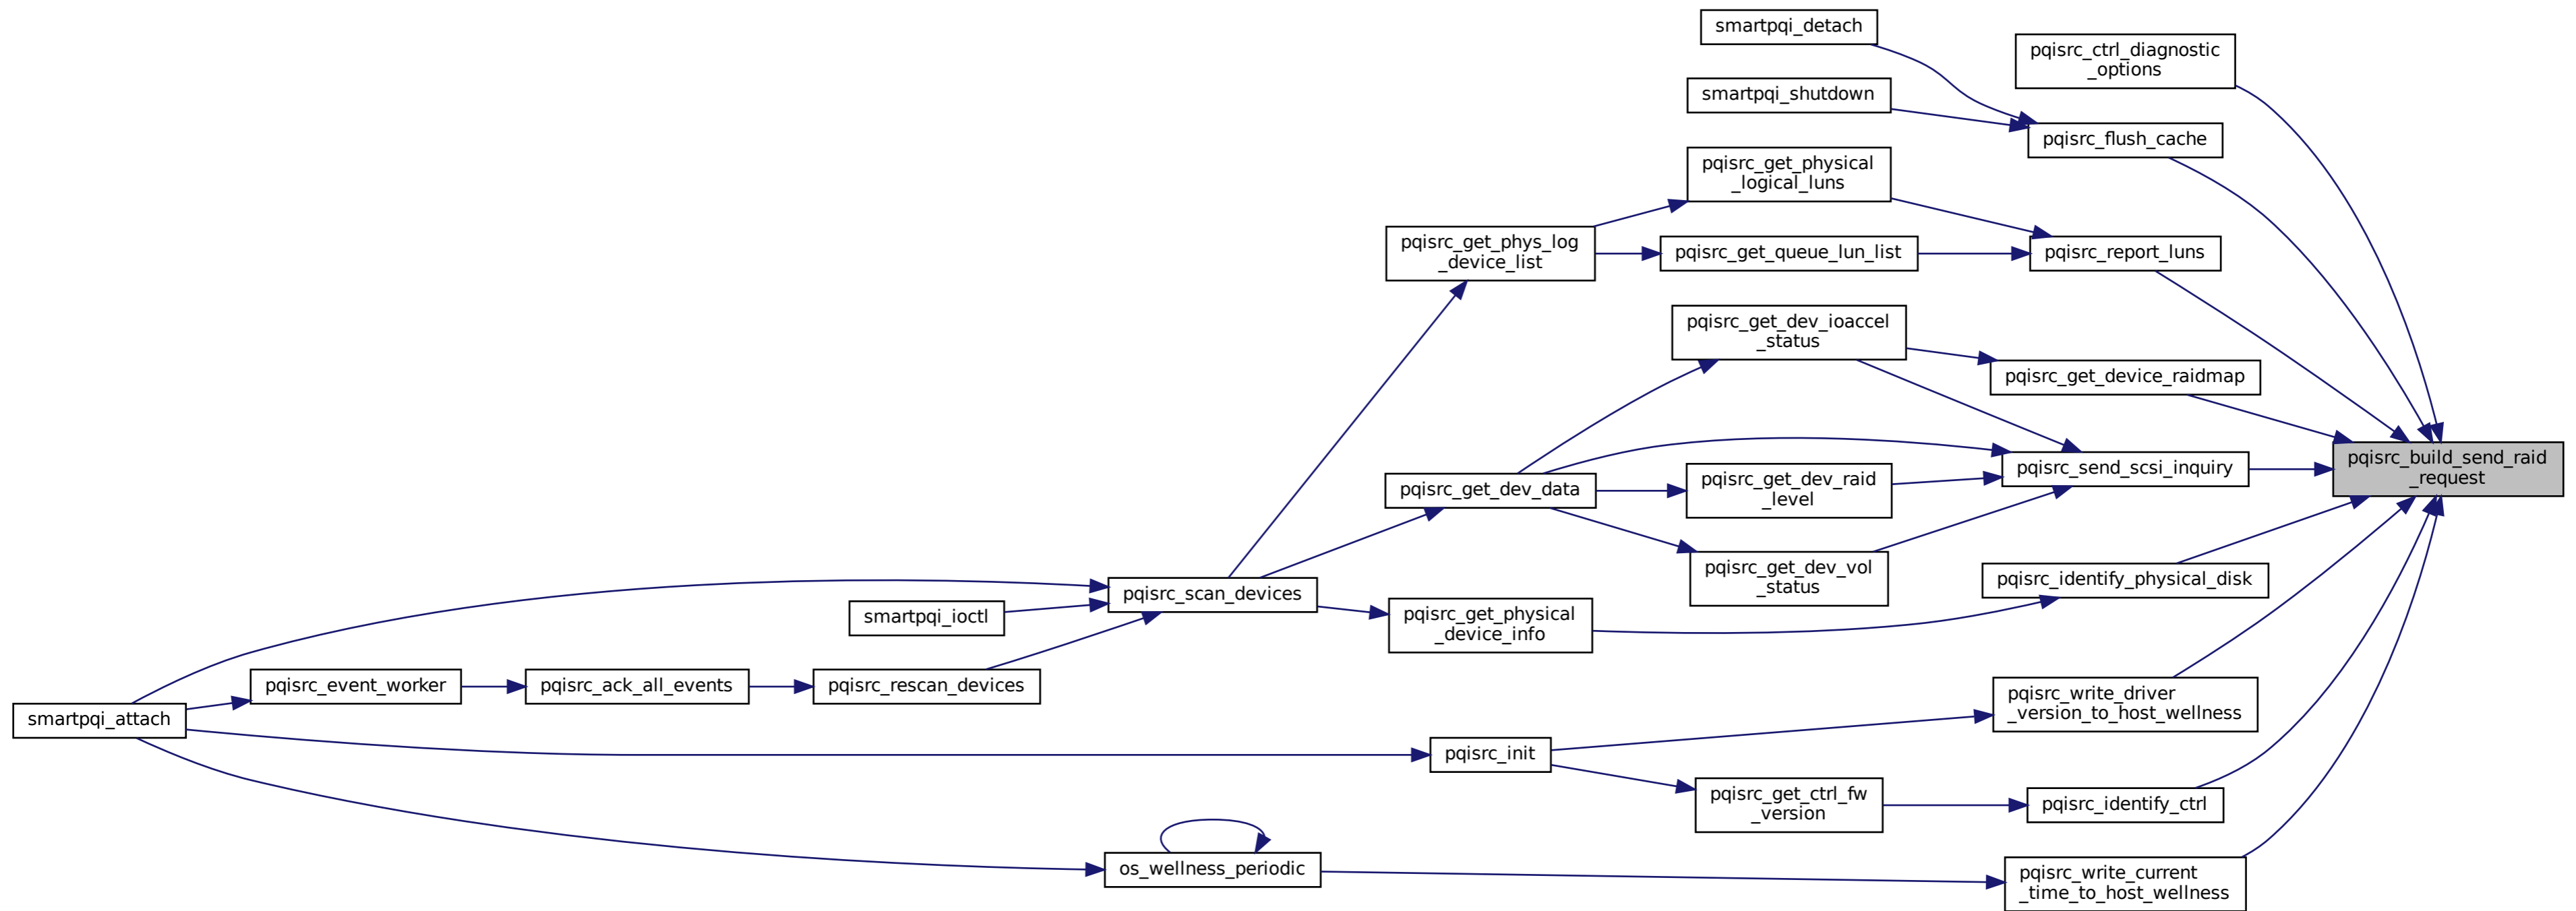 smartpqi_detach
pqisrc_ctrl_diagnostic
_options
smartpqi_shutdown
pqisrc_flush_cache
pqisrc_get_physical
_logical_luns
pqisrc_get_phys_log
_device_list
pqisrc_get_queue_lun_list
pqisrc_report_luns
pqisrc_get_dev_ioaccel
_status
pqisrc_get_device_raidmap
pqisrc_build_send_raid
_request
pqisrc_send_scsi_inquiry
pqisrc_get_dev_data
pqisrc_get_dev_raid
_level
pqisrc_get_dev_vol
_status
pqisrc_identify_physical_disk
pqisrc_scan_devices
smartpqi_ioctl
pqisrc_get_physical
_device_info
pqisrc_event_worker
pqisrc_ack_all_events
pqisrc_rescan_devices
smartpqi_attach
pqisrc_write_driver
_version_to_host_wellness
pqisrc_init
pqisrc_get_ctrl_fw
_version
pqisrc_identify_ctrl
os_wellness_periodic
pqisrc_write_current
_time_to_host_wellness